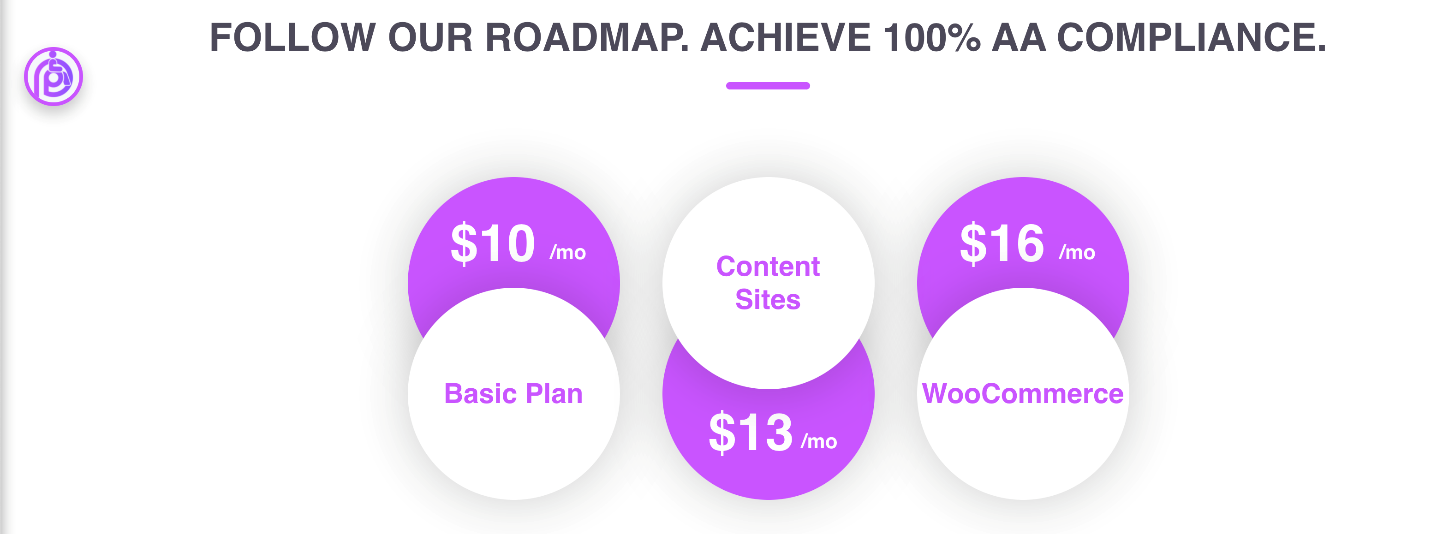 FOLLOW OUR ROADMAP. ACHIEVE 100% AA COMPLIANCE.
$10 /mo
Basic Plan
Content
Sites
$13 /mo
$16 /mo
WooCommerce